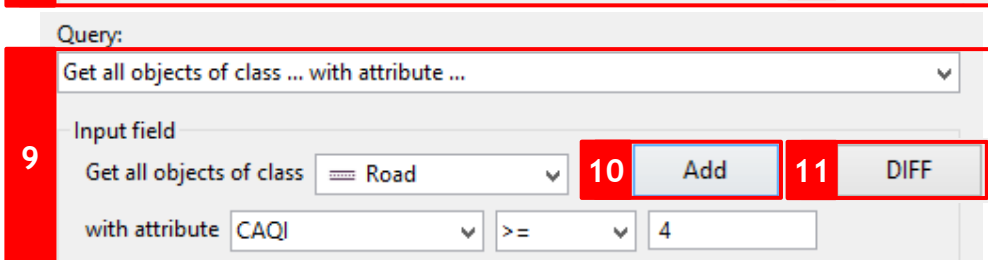 Query:
Get all objects of class ... with attribute ...
Input field
9
Get all objects of class Road 10 Add 11 DIFF
with attribute CAQI >= 4